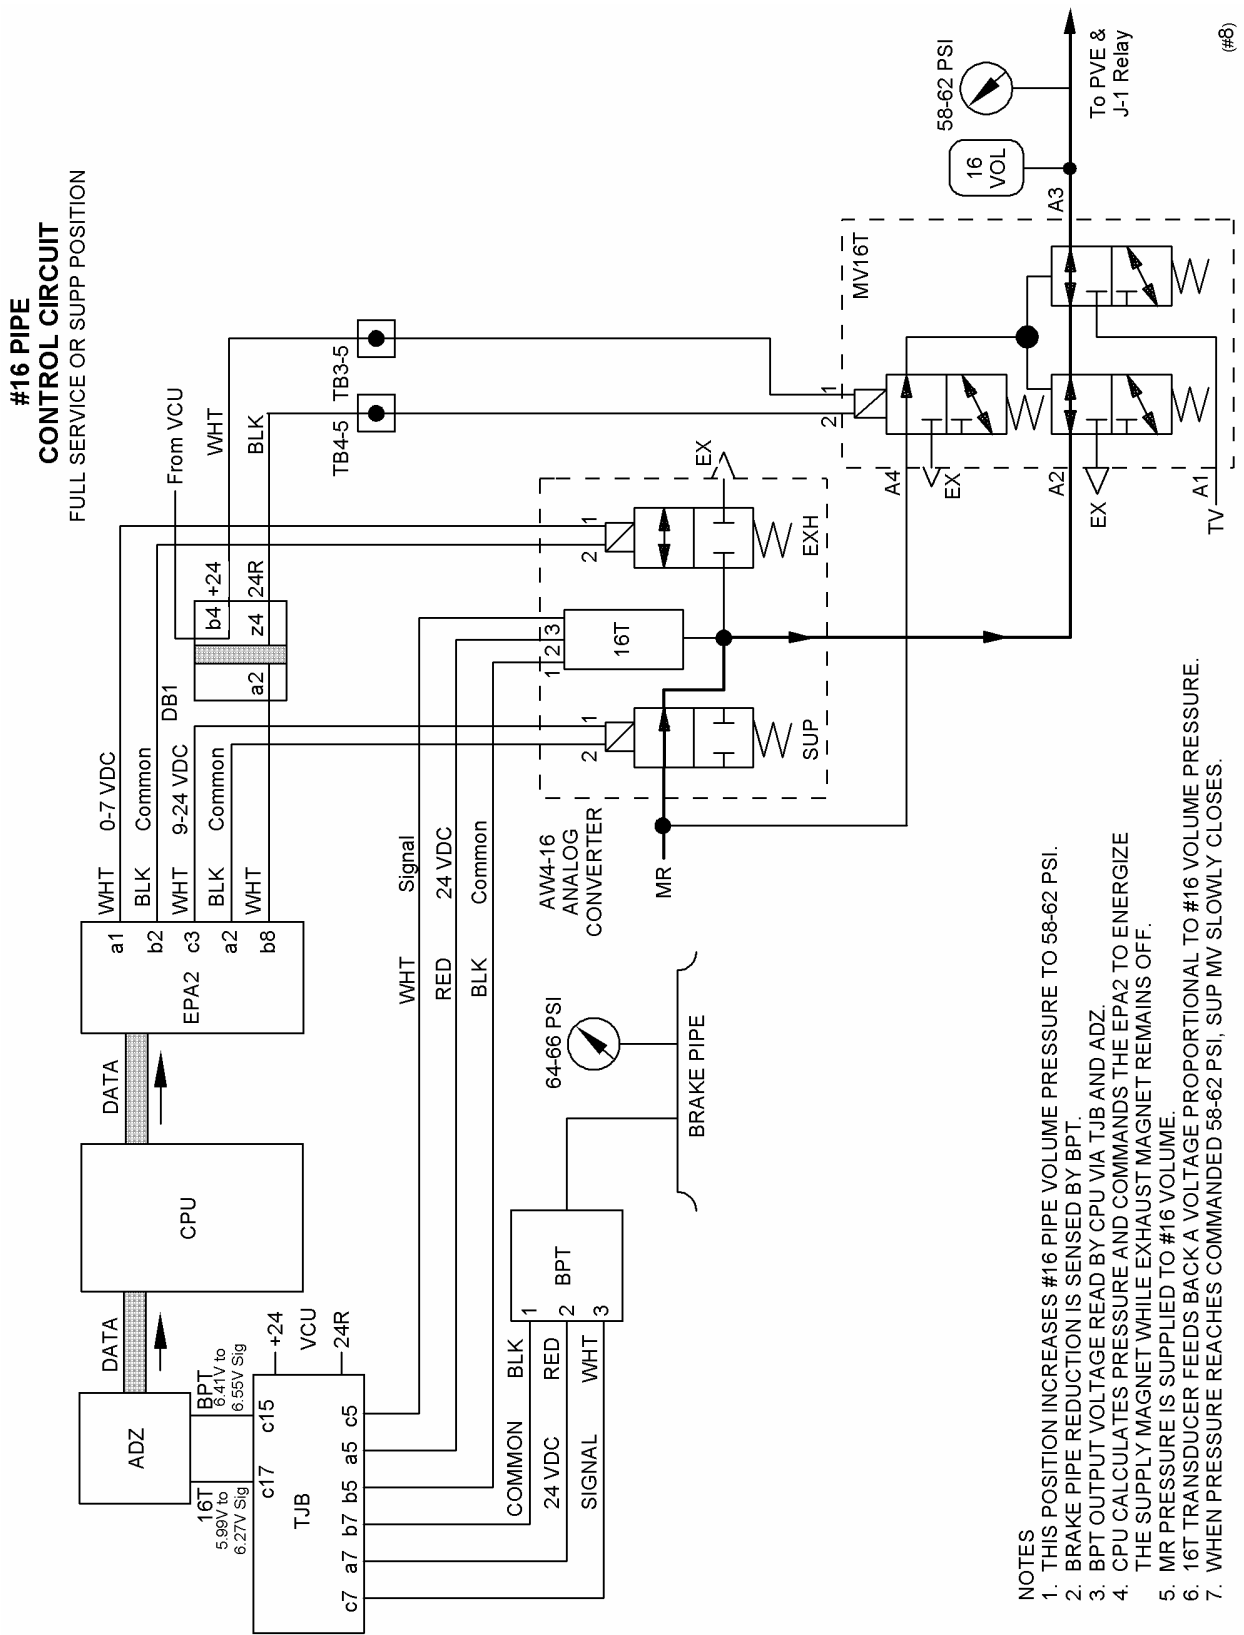 #16 PIPE
CONTROL CIRCUIT
FULL SERVICE OR SUPP POSITION
ADZ
DATA
CPU
DATA
EPA2
a1
b2
c3
a2
b8
WHT
0-7 VDC
BLK
Common
WHT
9-24 VDC
BLK
Common
WHT
DB1
a2
b4
z4
+24
24R
From VCU
WHT
BLK
TB4-5
TB3-5
16T
5.99V to
6.27V Sig
BPT
6.41V to
6.55V Sig
c17
c15
TJB
+24
VCU
24R
c7
a7
b7
b5
a5
c5
WHT
Signal
RED
24 VDC
BLK
Common
COMMON
BLK
24 VDC
RED
SIGNAL
WHT
1
2
3
BPT
64-66 PSI
BRAKE PIPE
AW4-16
ANALOG
CONVERTER
MR
2
1
SUP
1
2
3
16T
2
1
EXH
EX
2
1
MV16T
A4
EX
A2
EX
A1
TV
A3
16
VOL
58-62 PSI
To PVE &
J-1 Relay
NOTES
1. THIS POSITION INCREASES #16 PIPE VOLUME PRESSURE TO 58-62 PSI.
2. BRAKE PIPE REDUCTION IS SENSED BY BPT.
3. BPT OUTPUT VOLTAGE READ BY CPU VIA TJB AND ADZ.
4. CPU CALCULATES PRESSURE AND COMMANDS THE EPA2 TO ENERGIZE
THE SUPPLY MAGNET WHILE EXHAUST MAGNET REMAINS OFF.
5. MR PRESSURE IS SUPPLIED TO #16 VOLUME.
6. 16T TRANSDUCER FEEDS BACK A VOLTAGE PROPORTIONAL TO #16 VOLUME PRESSURE.
7. WHEN PRESSURE REACHES COMMANDED 58-62 PSI, SUP MV SLOWLY CLOSES.
(#8)